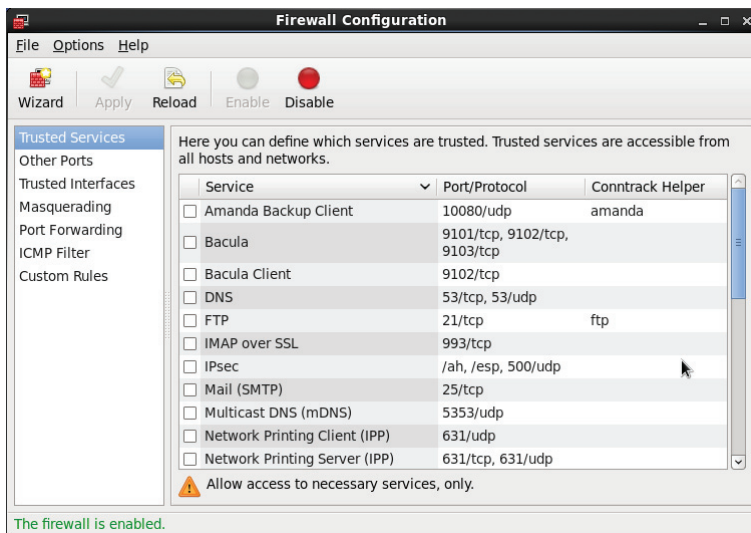 Firewall Configuration
File Options Help
Wizard Apply Reload Enable Disable
Trusted Services
Other Ports
Trusted Interfaces
Masquerading
Port Forwarding
ICMP Filter
Custom Rules
Here you can define which services are trusted. Trusted services are accessible from
all hosts and networks.
Service Port/Protocol Conntrack Helper
Amanda Backup Client 10080/udp amanda
Bacula 9101/tcp, 9102/tcp,
9103/tcp
Bacula Client 9102/tcp
DNS 53/tcp, 53/udp
FTP 21/tcp ftp
IMAP over SSL 993/tcp
IPsec /ah, /esp, 500/udp
Mail (SMTP) 25/tcp
Multicast DNS (mDNS) 5353/udp
Network Printing Client (IPP) 631/udp
Network Printing Server (IPP) 631/tcp, 631/udp
Allow access to necessary services, only.
The firewall is enabled.